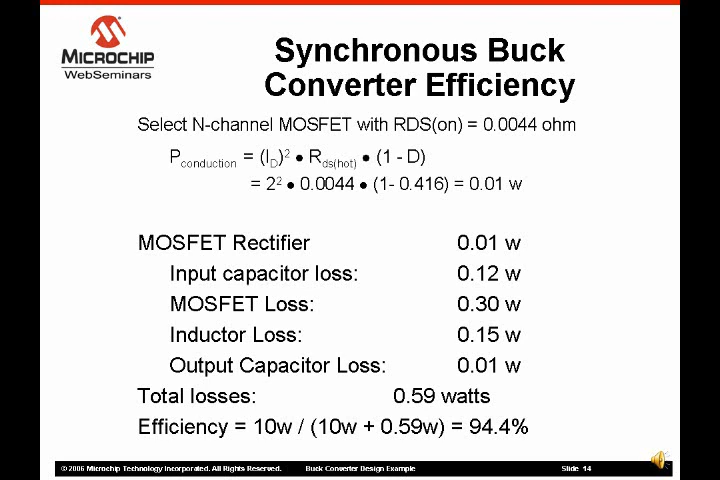 MICROCHIP
WebSeminars
Synchronous Buck
Converter Efficiency
Select N-channel MOSFET with RDS(on) = 0.0044 ohm
Pconduction = (ID)² • Rds(hot) • (1 - D)
= 2² • 0.0044 • (1- 0.416) = 0.01 w
MOSFET Rectifier 0.01 w
Input capacitor loss: 0.12 w
MOSFET Loss: 0.30 w
Inductor Loss: 0.15 w
Output Capacitor Loss: 0.01 w
Total losses: 0.59 watts
Efficiency = 10w / (10w + 0.59w) = 94.4%
© 2006 Microchip Technology Incorporated. All Rights Reserved. Buck Converter Design Example Slide 14